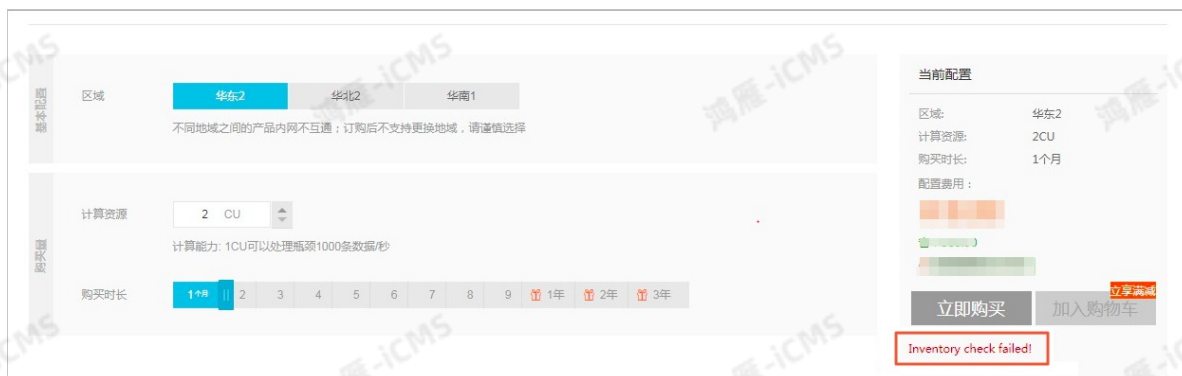 基本配置
区域
华东2
华北2
华南1
不同地域之间的产品内网不互通；订购后不支持更换地域，请谨慎选择
购买量
计算资源
2 CU
计算能力: 1CU可以处理瓶颈1000条数据/秒
购买时长
1个月 2 3 4 5 6 7 8 9 1年 2年 3年
当前配置
区域: 华东2
计算资源: 2CU
购买时长: 1个月
配置费用：
立享满减
立即购买
加入购物车
Inventory check failed!
鸿雁-iCMS